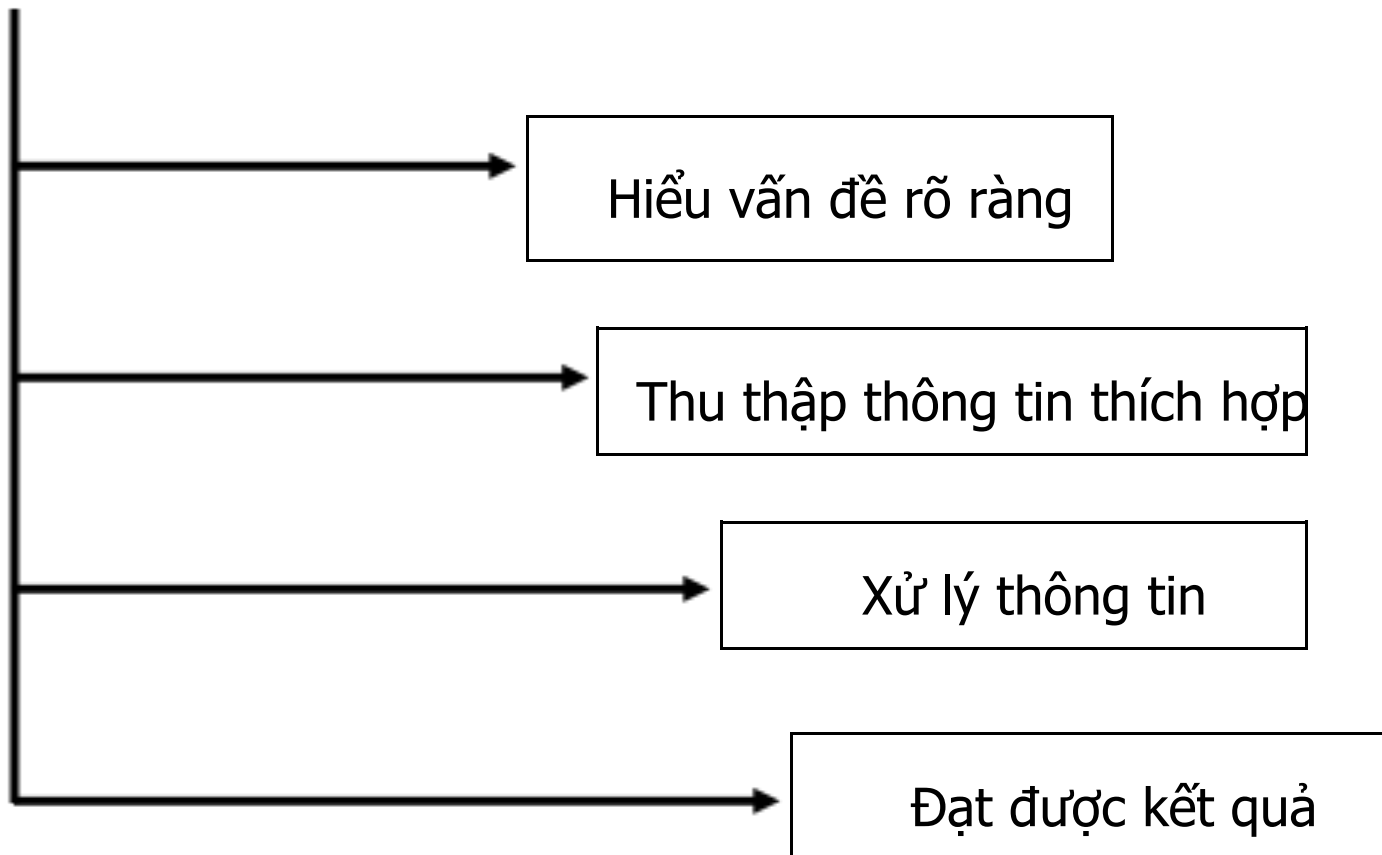 Hiểu vấn đề rõ ràng
Thu thập thông tin thích hợp
Xử lý thông tin
Đạt được kết quả